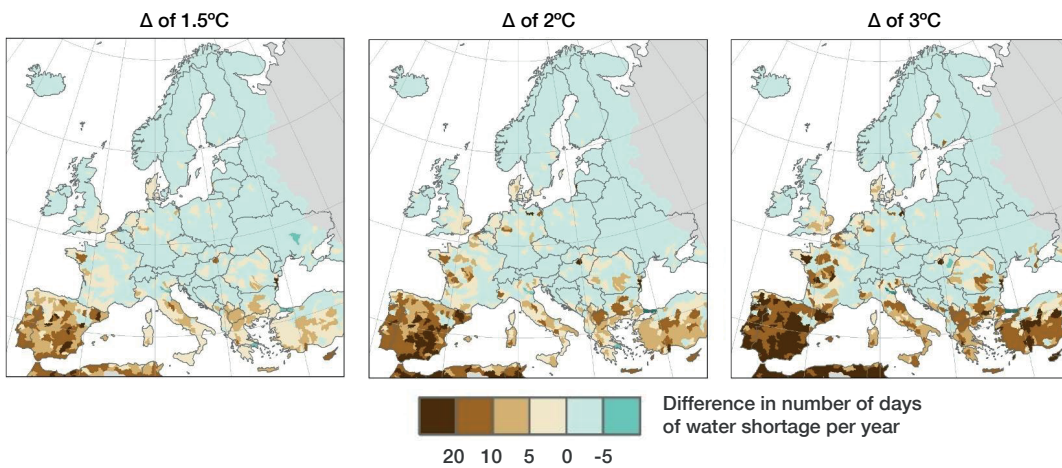 Δ of 1.5ºC
Δ of 2ºC
Δ of 3ºC
Difference in number of days
of water shortage per year
20 10 5 0 -5